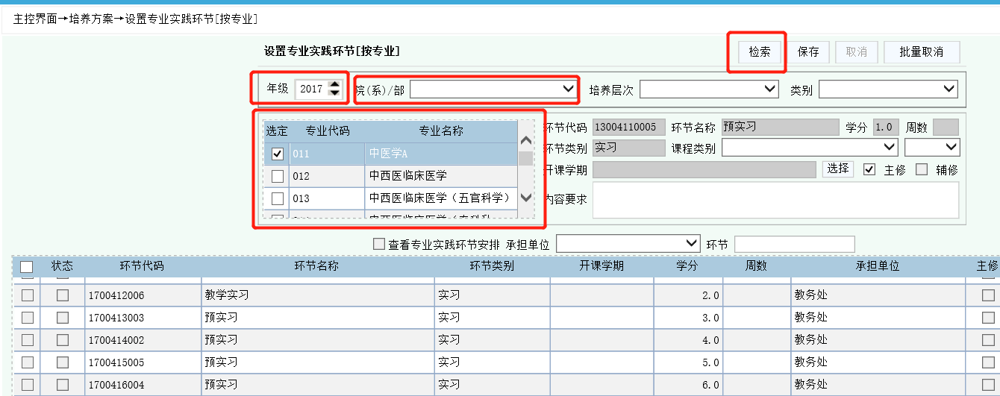 主控界面→培养方案→设置专业实践环节[按专业]
设置专业实践环节[按专业] 检索 保存 取消 批量取消
年级 2017 院(系)/部 培养层次 类别
选定 专业代码 专业名称
011 中医学A
012 中西医临床医学
013 中西医临床医学（五官科学）
环节代码 13004110005 环节名称 预实习 学分 1.0 周数
环节类别 实习 课程类别
开课学期 选择 主修 辅修
内容要求
查看专业实践环节安排 承担单位 环节
状态 环节代码 环节名称 环节类别 开课学期 学分 周数 承担单位 主修
1700412006 教学实习 实习 2.0 教务处
1700413003 预实习 实习 3.0 教务处
1700414002 预实习 实习 4.0 教务处
1700415005 预实习 实习 5.0 教务处
1700416004 预实习 实习 6.0 教务处